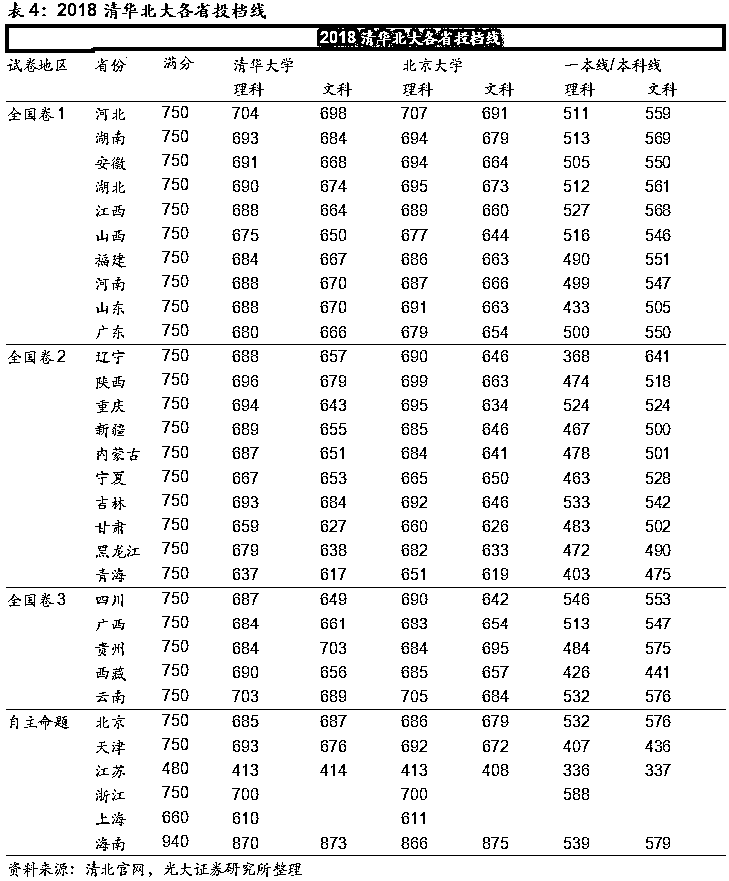 表 4：2018 清华北大各省投档线
2018 清华北大各省投档线
试卷地区 省份 满分 清华大学 北京大学 一本线/本科线
理科 文科 理科 文科 理科 文科
全国卷 1 河北 750 704 698 707 691 511 559
湖南 750 693 684 694 679 513 569
安徽 750 691 668 694 664 505 550
湖北 750 690 674 695 673 512 561
江西 750 688 664 689 660 527 568
山西 750 675 650 677 644 516 546
福建 750 684 667 686 663 490 551
河南 750 688 670 687 666 499 547
山东 750 688 670 691 663 433 505
广东 750 680 666 679 654 500 550
全国卷 2 辽宁 750 688 657 690 646 368 641
陕西 750 696 679 699 663 474 518
重庆 750 694 643 695 634 524 524
新疆 750 689 655 685 646 467 500
内蒙古 750 687 651 684 641 478 501
宁夏 750 667 653 665 650 463 528
吉林 750 693 684 692 646 533 542
甘肃 750 659 627 660 626 483 502
黑龙江 750 679 638 682 633 472 490
青海 750 637 617 651 619 403 475
全国卷 3 四川 750 687 649 690 642 546 553
广西 750 684 661 683 654 513 547
贵州 750 684 703 684 695 484 575
西藏 750 690 656 685 657 426 441
云南 750 703 689 705 684 532 576
自主命题 北京 750 685 687 686 679 532 576
天津 750 693 676 692 672 407 436
江苏 480 413 414 413 408 336 337
浙江 750 700 700 588
上海 660 610 611
海南 940 870 873 866 875 539 579
资料来源：清北官网，光大证券研究所整理